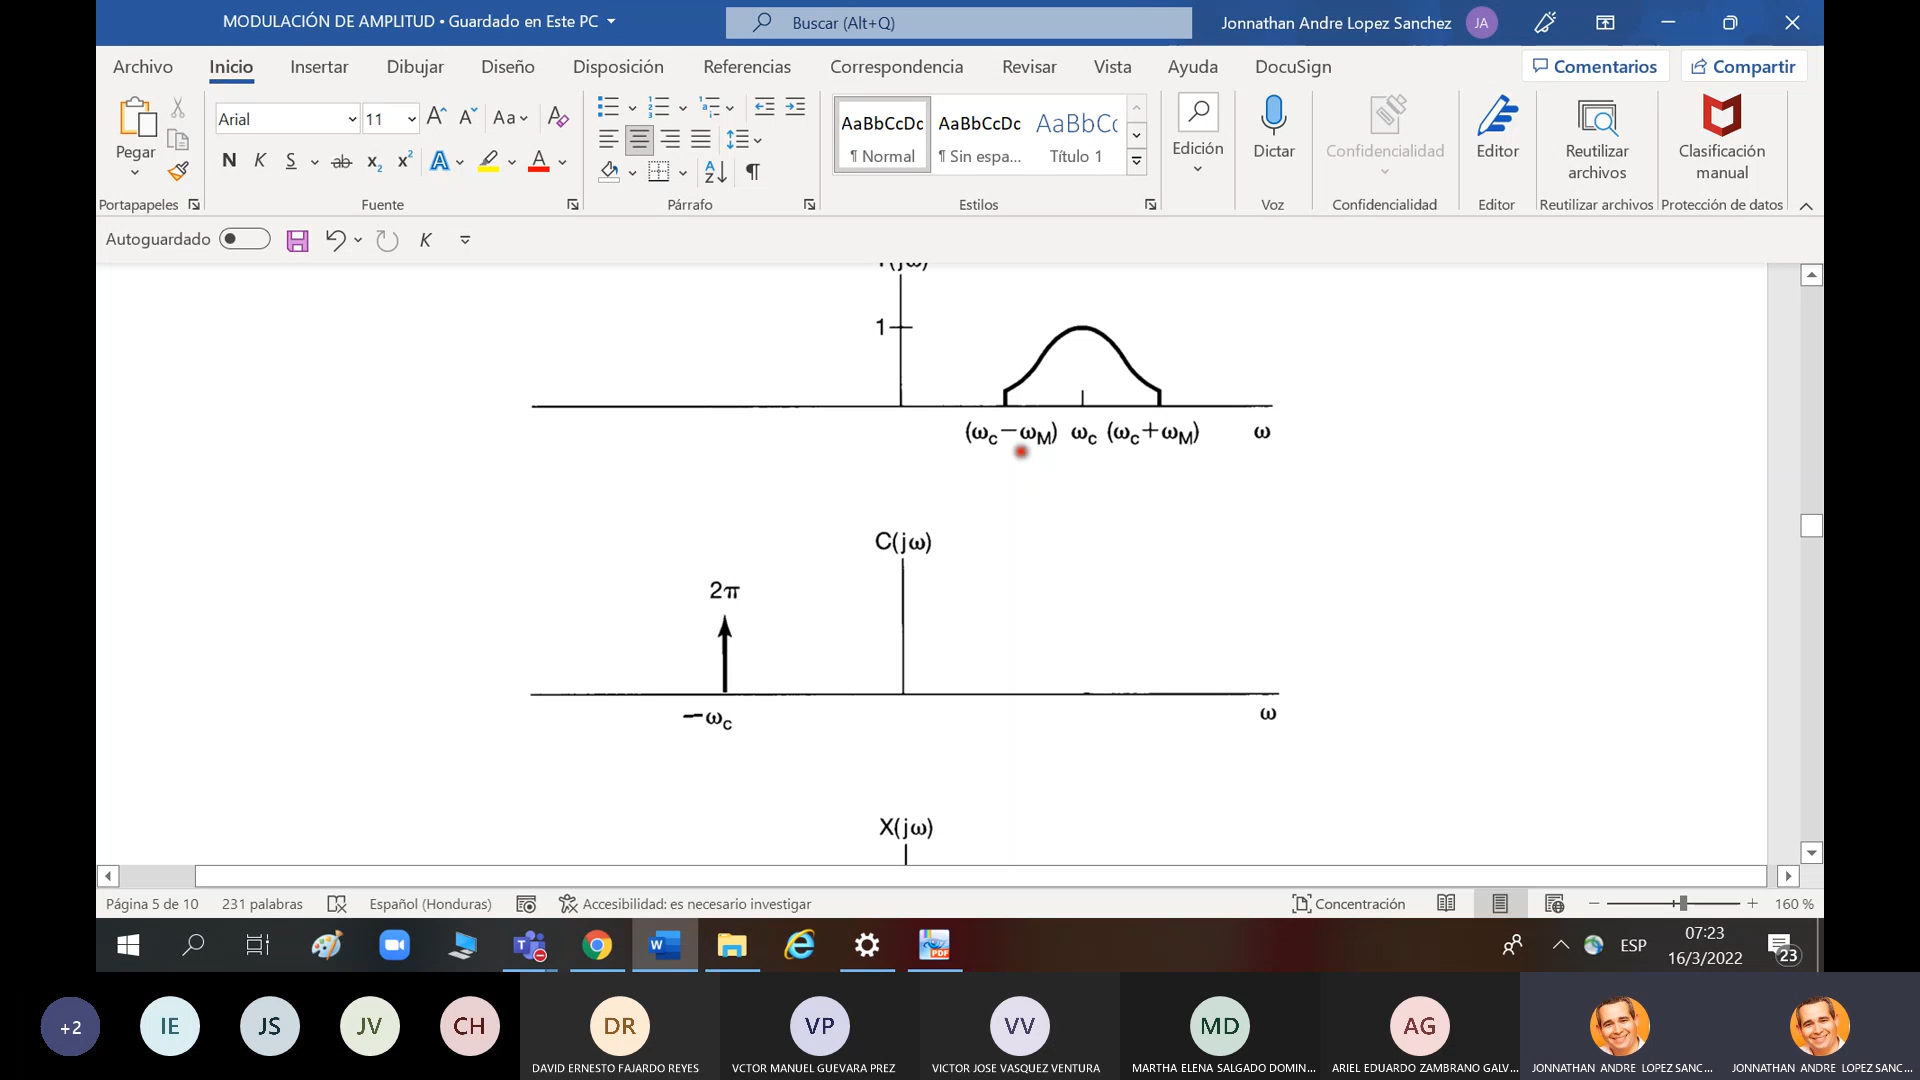 MODULACIÓN DE AMPLITUD • Guardado en Este PC
Buscar (Alt+Q)
Jonnathan Andre Lopez Sanchez
JA
Archivo Inicio Insertar Dibujar Diseño Disposición Referencias Correspondencia Revisar Vista Ayuda DocuSign
Comentarios
Compartir
Pegar
Arial
11
Aa
N K S ab x₂ x² A A
AaBbCcDc AaBbCcDc AaBbCc
¶ Normal ¶ Sin espa... Título 1
Edición
Dictar
Confidencialidad
Editor
Reutilizar archivos
Clasificación manual
Portapapeles Fuente Párrafo Estilos Voz Confidencialidad Editor Reutilizar archivos Protección de datos
Autoguardado
K
1
(ωc−ωM) ωc (ωc+ωM) ω
C(jω)
2π
−ωc
ω
X(jω)
Página 5 de 10 231 palabras Español (Honduras) Accesibilidad: es necesario investigar Concentración 160 %
ESP
07:23
16/3/2022
23
+2 IE JS JV CH DR VP VV MD AG
DAVID ERNESTO FAJARDO REYES
VCTOR MANUEL GUEVARA PREZ
VICTOR JOSE VASQUEZ VENTURA
MARTHA ELENA SALGADO DOMIN...
ARIEL EDUARDO ZAMBRANO GALV...
JONNATHAN ANDRE LOPEZ SANC...
JONNATHAN ANDRE LOPEZ SANC...